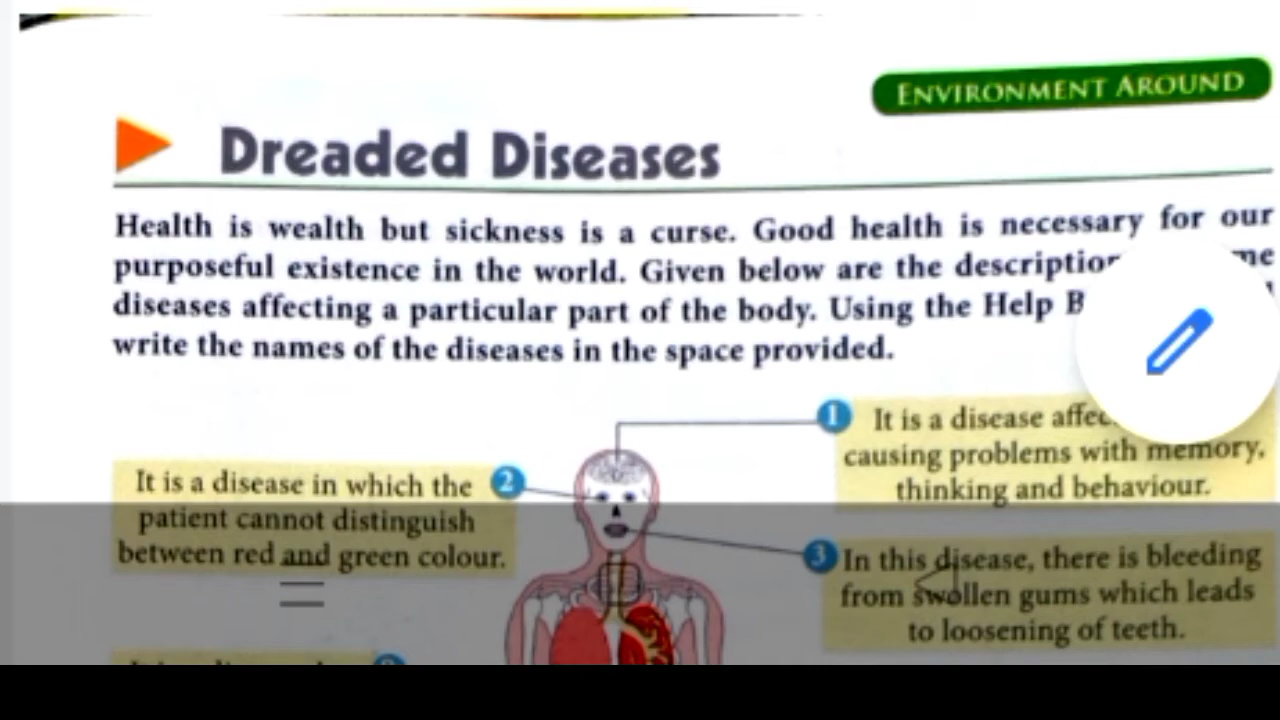 ENVIRONMENT AROUND
Dreaded Diseases
Health is wealth but sickness is a curse. Good health is necessary for our
purposeful existence in the world. Given below are the
diseases affecting a particular part of the body. Using the Help
write the names of the diseases in the space provided.
1 It is a disease
causing problems with memory,
thinking and behaviour.
It is a disease in which the 2
patient cannot distinguish
between red and green colour.
3 In this disease, there is bleeding
from swollen gums which leads
to loosening of teeth.